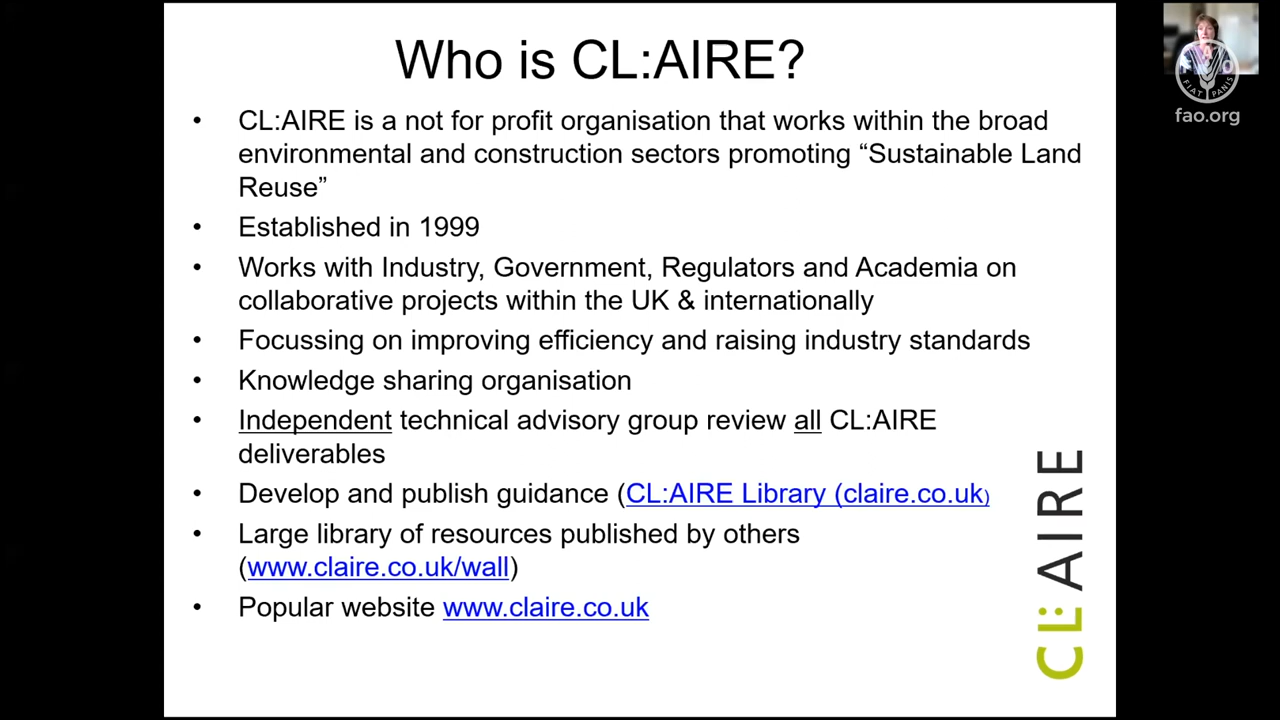 Who is CL:AIRE?
• CL:AIRE is a not for profit organisation that works within the broad
environmental and construction sectors promoting “Sustainable Land
Reuse”
• Established in 1999
• Works with Industry, Government, Regulators and Academia on
collaborative projects within the UK & internationally
• Focussing on improving efficiency and raising industry standards
• Knowledge sharing organisation
• Independent technical advisory group review all CL:AIRE
deliverables
• Develop and publish guidance (CL:AIRE Library (claire.co.uk)
• Large library of resources published by others
(www.claire.co.uk/wall)
• Popular website www.claire.co.uk
CL:AIRE
FIAT PANIS
fao.org